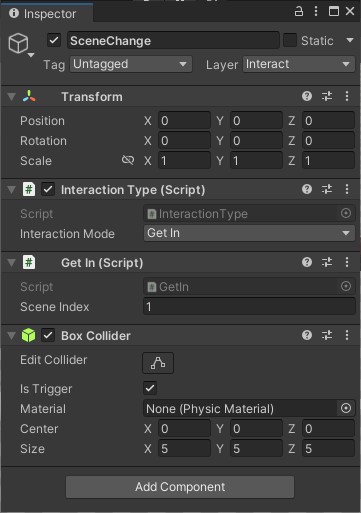 Inspector
SceneChange Static
Tag Untagged Layer Interact
Transform
Position X 0 Y 0 Z 0
Rotation X 0 Y 0 Z 0
Scale X 1 Y 1 Z 1
# Interaction Type (Script)
Script # InteractionType
Interaction Mode Get In
# Get In (Script)
Script # GetIn
Scene Index 1
Box Collider
Edit Collider
Is Trigger
Material None (Physic Material)
Center X 0 Y 0 Z 0
Size X 5 Y 5 Z 5
Add Component